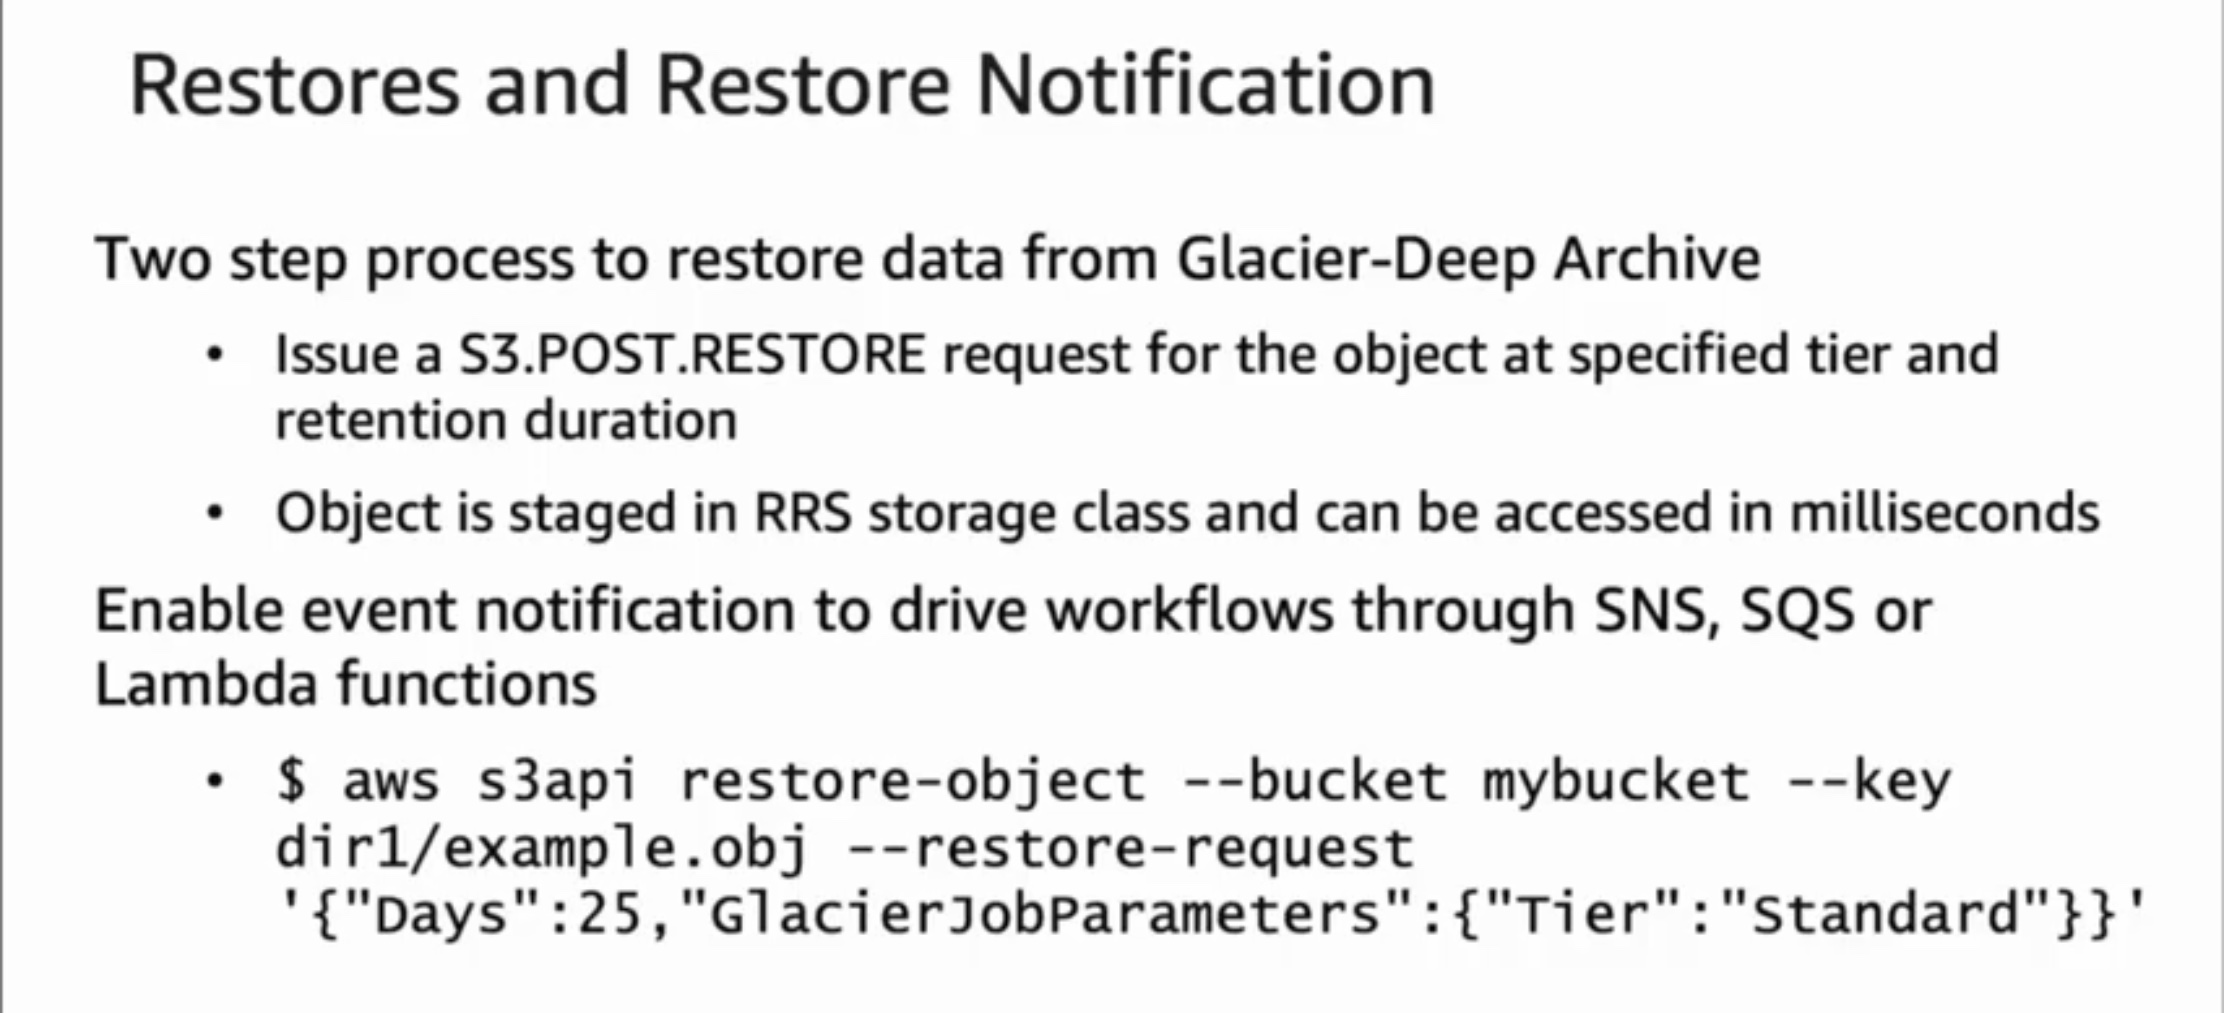 Restores and Restore Notification
Two step process to restore data from Glacier-Deep Archive
• Issue a S3.POST.RESTORE request for the object at specified tier and
retention duration
• Object is staged in RRS storage class and can be accessed in milliseconds
Enable event notification to drive workflows through SNS, SQS or
Lambda functions
• $ aws s3api restore-object --bucket mybucket --key
dir1/example.obj --restore-request
'{"Days":25,"GlacierJobParameters":{"Tier":"Standard"}}'